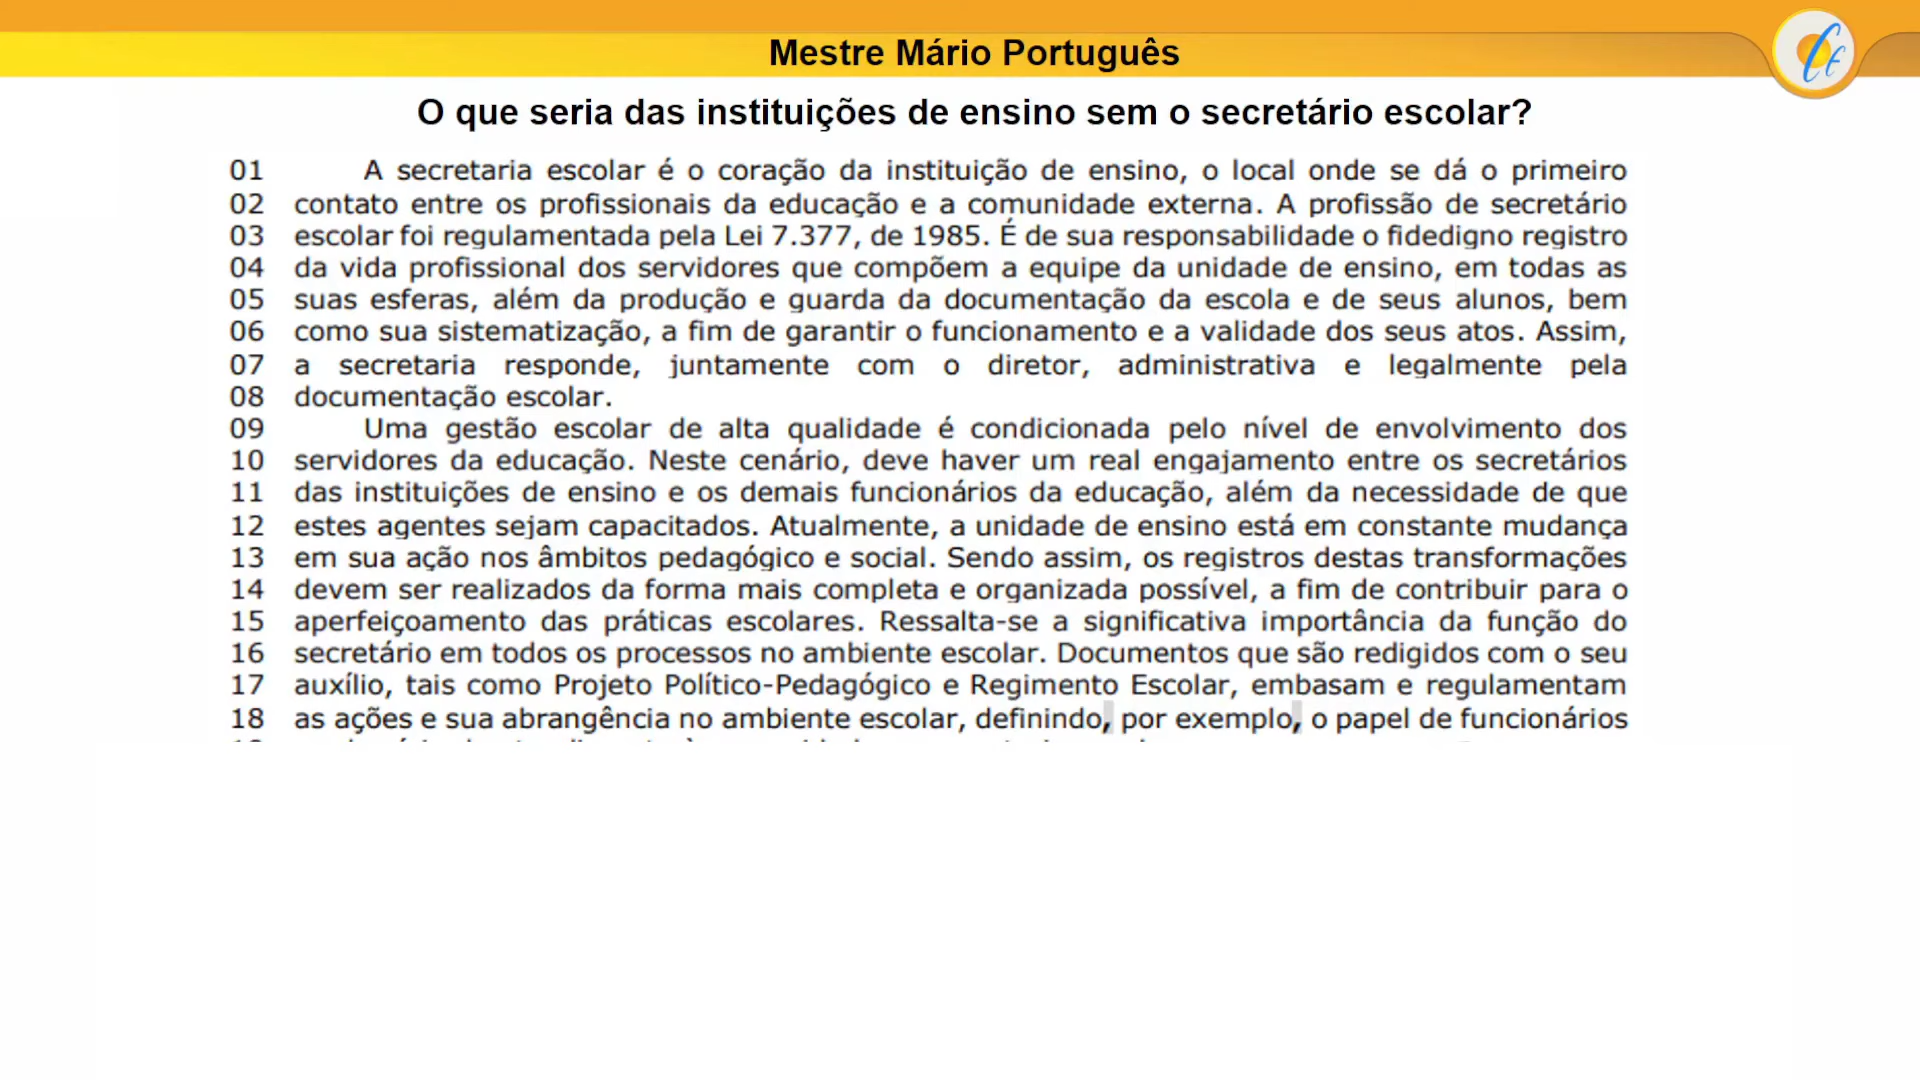 Mestre Mário Português
O que seria das instituições de ensino sem o secretário escolar?
01 A secretaria escolar é o coração da instituição de ensino, o local onde se dá o primeiro
02 contato entre os profissionais da educação e a comunidade externa. A profissão de secretário
03 escolar foi regulamentada pela Lei 7.377, de 1985. É de sua responsabilidade o fidedigno registro
04 da vida profissional dos servidores que compõem a equipe da unidade de ensino, em todas as
05 suas esferas, além da produção e guarda da documentação da escola e de seus alunos, bem
06 como sua sistematização, a fim de garantir o funcionamento e a validade dos seus atos. Assim,
07 a secretaria responde, juntamente com o diretor, administrativa e legalmente pela
08 documentação escolar.
09 Uma gestão escolar de alta qualidade é condicionada pelo nível de envolvimento dos
10 servidores da educação. Neste cenário, deve haver um real engajamento entre os secretários
11 das instituições de ensino e os demais funcionários da educação, além da necessidade de que
12 estes agentes sejam capacitados. Atualmente, a unidade de ensino está em constante mudança
13 em sua ação nos âmbitos pedagógico e social. Sendo assim, os registros destas transformações
14 devem ser realizados da forma mais completa e organizada possível, a fim de contribuir para o
15 aperfeiçoamento das práticas escolares. Ressalta-se a significativa importância da função do
16 secretário em todos os processos no ambiente escolar. Documentos que são redigidos com o seu
17 auxílio, tais como Projeto Político-Pedagógico e Regimento Escolar, embasam e regulamentam
18 as ações e sua abrangência no ambiente escolar, definindo, por exemplo, o papel de funcionários